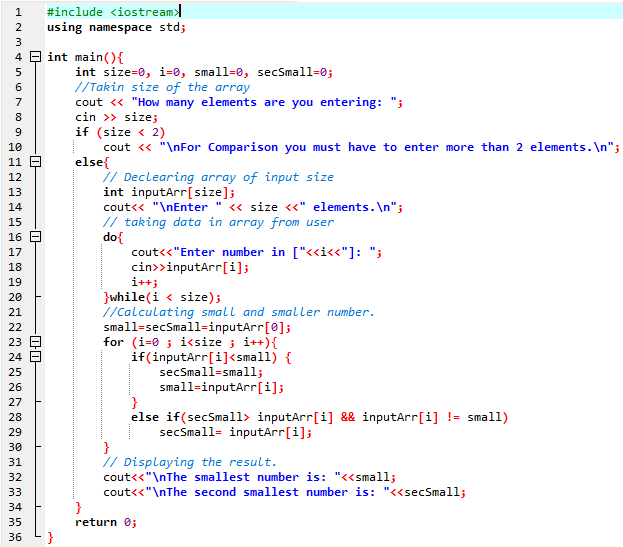 1 #include <iostream>
2 using namespace std;
3
4 int main(){
5 int size=0, i=0, small=0, secSmall=0;
6 //Takin size of the array
7 cout << "How many elements are you entering: ";
8 cin >> size;
9 if (size < 2)
10 cout << "\nFor Comparison you must have to enter more than 2 elements.\n";
11 else{
12 // Declearing array of input size
13 int inputArr[size];
14 cout<< "\nEnter " << size <<" elements.\n";
15 // taking data in array from user
16 do{
17 cout<<"Enter number in ["<<i<<"]: ";
18 cin>>inputArr[i];
19 i++;
20 }while(i < size);
21 //Calculating small and smaller number.
22 small=secSmall=inputArr[0];
23 for (i=0 ; i<size ; i++){
24 if(inputArr[i]<small) {
25 secSmall=small;
26 small=inputArr[i];
27 }
28 else if(secSmall> inputArr[i] && inputArr[i] != small)
29 secSmall= inputArr[i];
30 }
31 // Displaying the result.
32 cout<<"\nThe smallest number is: "<<small;
33 cout<<"\nThe second smallest number is: "<<secSmall;
34 }
35 return 0;
36 }